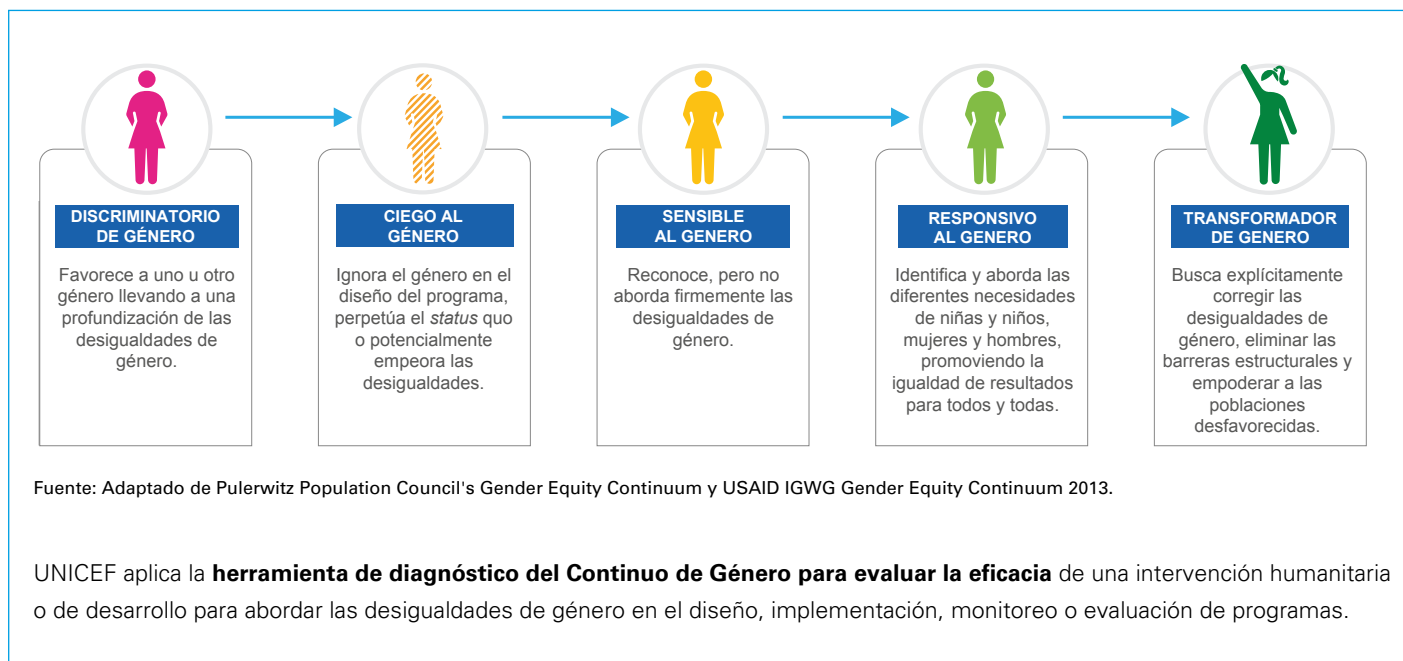 DISCRIMINATORIO
DE GÉNERO
Favorece a uno u otro
género llevando a una
profundización de las
desigualdades de
género.
CIEGO AL
GÉNERO
Ignora el género en el
diseño del programa,
perpetúa el status quo
o potencialmente
empeora las
desigualdades.
SENSIBLE
AL GENERO
Reconoce, pero no
aborda firmemente las
desigualdades de
género.
RESPONSIVO
AL GENERO
Identifica y aborda las
diferentes necesidades
de niñas y niños,
mujeres y hombres,
promoviendo la
igualdad de resultados
para todos y todas.
TRANSFORMADOR
DE GENERO
Busca explícitamente
corregir las
desigualdades de
género, eliminar las
barreras estructurales y
empoderar a las
poblaciones
desfavorecidas.
Fuente: Adaptado de Pulerwitz Population Council's Gender Equity Continuum y USAID IGWG Gender Equity Continuum 2013.
UNICEF aplica la herramienta de diagnóstico del Continuo de Género para evaluar la eficacia de una intervención humanitaria
o de desarrollo para abordar las desigualdades de género en el diseño, implementación, monitoreo o evaluación de programas.